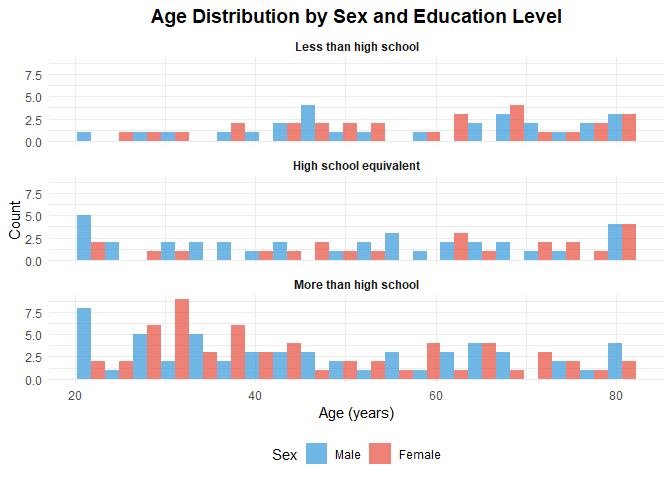 Age Distribution by Sex and Education Level
Less than high school
7.5
5.0
2.5
0.0
High school equivalent
7.5
5.0
2.5
0.0
Count
More than high school
7.5
5.0
2.5
0.0
20 40 60 80
Age (years)
Sex Male Female